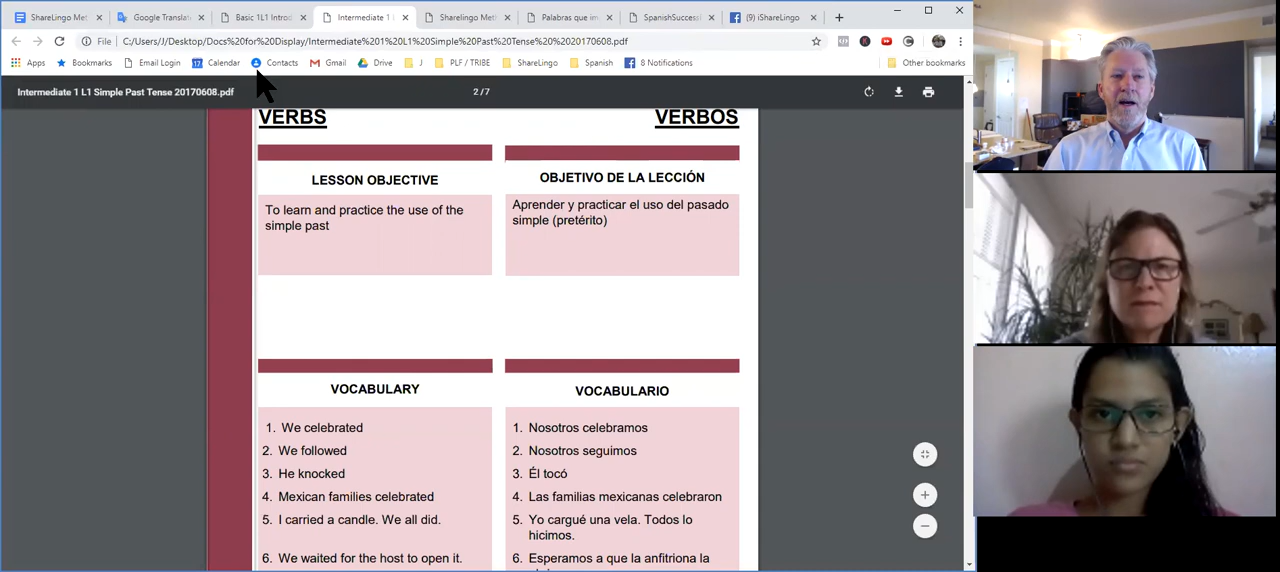 ShareLingo Met
Google Transla
Basic 1L1 Introd
Intermediate 1 l
Sharelingo Met
Palabras que im
SpanishSucces
(9) iShareLingo
File
C:/Users/J/Desktop/Docs%20for%20Display/Intermediate%201%20L1%20Simple%20Past%20Tense%20%2020170608.pdf
Apps
Bookmarks
Email Login
Calendar
Contacts
Gmail
Drive
J
PLF / TRIBE
ShareLingo
Spanish
8 Notifications
Other bookmarks
Intermediate 1 L1 Simple Past Tense 20170608.pdf
2/7
VERBS
VERBOS
LESSON OBJECTIVE
To learn and practice the use of the
simple past
OBJETIVO DE LA LECCIÓN
Aprender y practicar el uso del pasado
simple (pretérito)
VOCABULARY
1. We celebrated
2. We followed
3. He knocked
4. Mexican families celebrated
5. I carried a candle. We all did.
6. We waited for the host to open it.
VOCABULARIO
1. Nosotros celebramos
2. Nosotros seguimos
3. Él tocó
4. Las familias mexicanas celebraron
5. Yo cargué una vela. Todos lo
hicimos.
6. Esperamos a que la anfitriona la